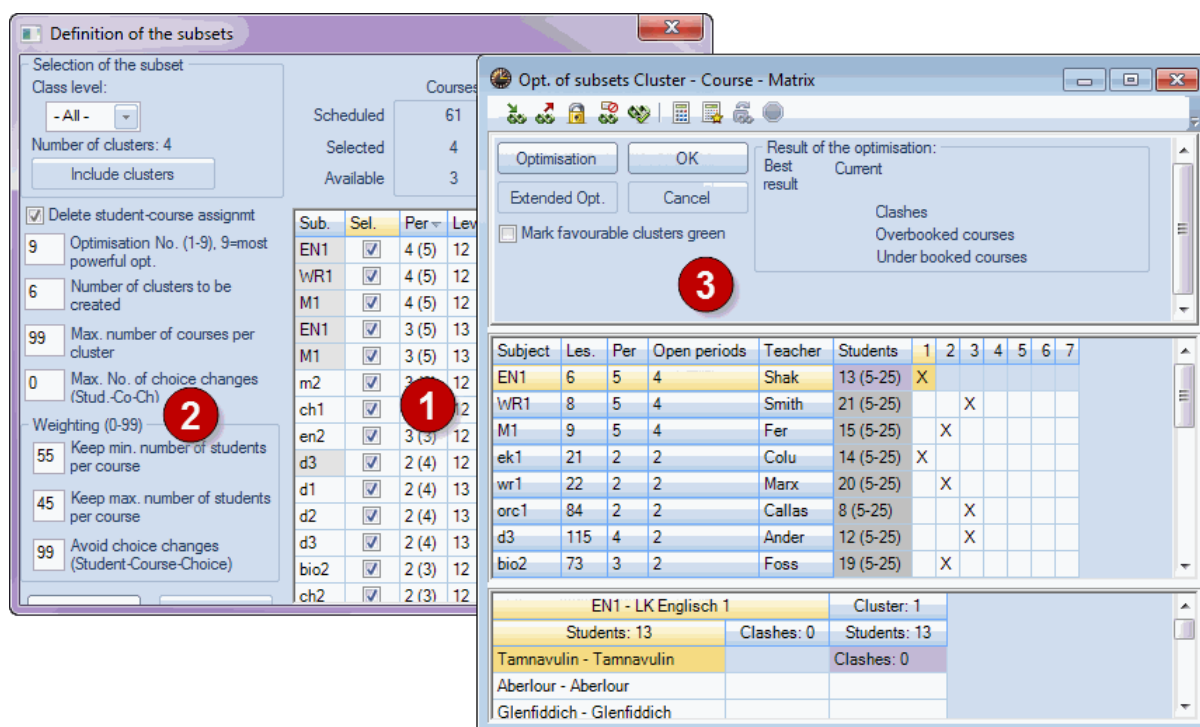 Definition of the subsets
Selection of the subset
Class level:
- All -
Number of clusters: 4
Include clusters
Courses
Scheduled 61
Selected 4
Available 3
Delete student-course assignmt
9 Optimisation No. (1-9), 9=most
powerful opt.
6 Number of clusters to be
created
99 Max. number of courses per
cluster
0 Max. No. of choice changes
(Stud.-Co-Ch)
2
Weighting (0-99)
55 Keep min. number of students
per course
45 Keep max. number of students
per course
99 Avoid choice changes
(Student-Course-Choice)
Sub. Sel. Per Lev
EN1 4 (5) 12
WR1 4 (5) 12
M1 4 (5) 12
EN1 3 (5) 13
M1 3 (5) 13
m2 12
ch1 12
1
en2 3 (3) 12
d3 2 (4) 12
d1 2 (4) 13
d2 2 (4) 13
d3 2 (4) 13
bio2 2 (3) 12
ch2 2 (3) 12
Opt. of subsets Cluster - Course - Matrix
Optimisation OK
Extended Opt. Cancel
Mark favourable clusters green
3
Result of the optimisation:
Best Current
result
Clashes
Overbooked courses
Under booked courses
Subject Les. Per Open periods Teacher Students 1 2 3 4 5 6 7
EN1 6 5 4 Shak 13 (5-25) X
WR1 8 5 4 Smith 21 (5-25) X
M1 9 5 4 Fer 15 (5-25) X
ek1 21 2 2 Colu 14 (5-25) X
wr1 22 2 2 Marx 20 (5-25) X
orc1 84 2 2 Callas 8 (5-25) X
d3 115 4 2 Ander 12 (5-25) X
bio2 73 3 2 Foss 19 (5-25) X
EN1 - LK Englisch 1 Cluster: 1
Students: 13 Clashes: 0 Students: 13
Tamnavulin - Tamnavulin Clashes: 0
Aberlour - Aberlour
Glenfiddich - Glenfiddich